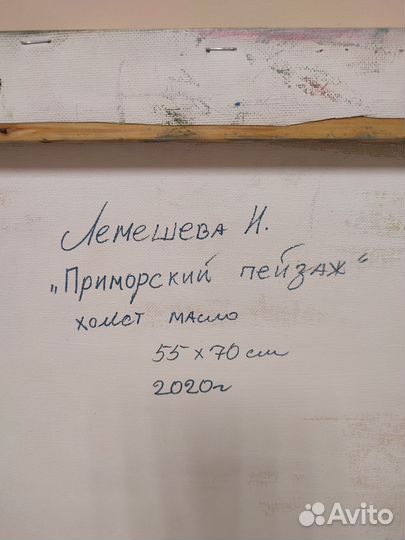 Лемешева И.
„Приморский пейзаж“
холст масло
55 x 70 см
2020г
Avito